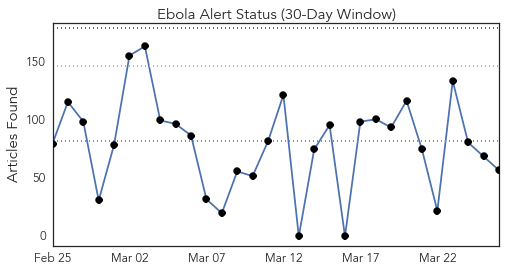 Ebola Alert Status (30-Day Window)
Articles Found
150
100
50
0
Feb 25 Mar 02 Mar 07 Mar 12 Mar 17 Mar 22